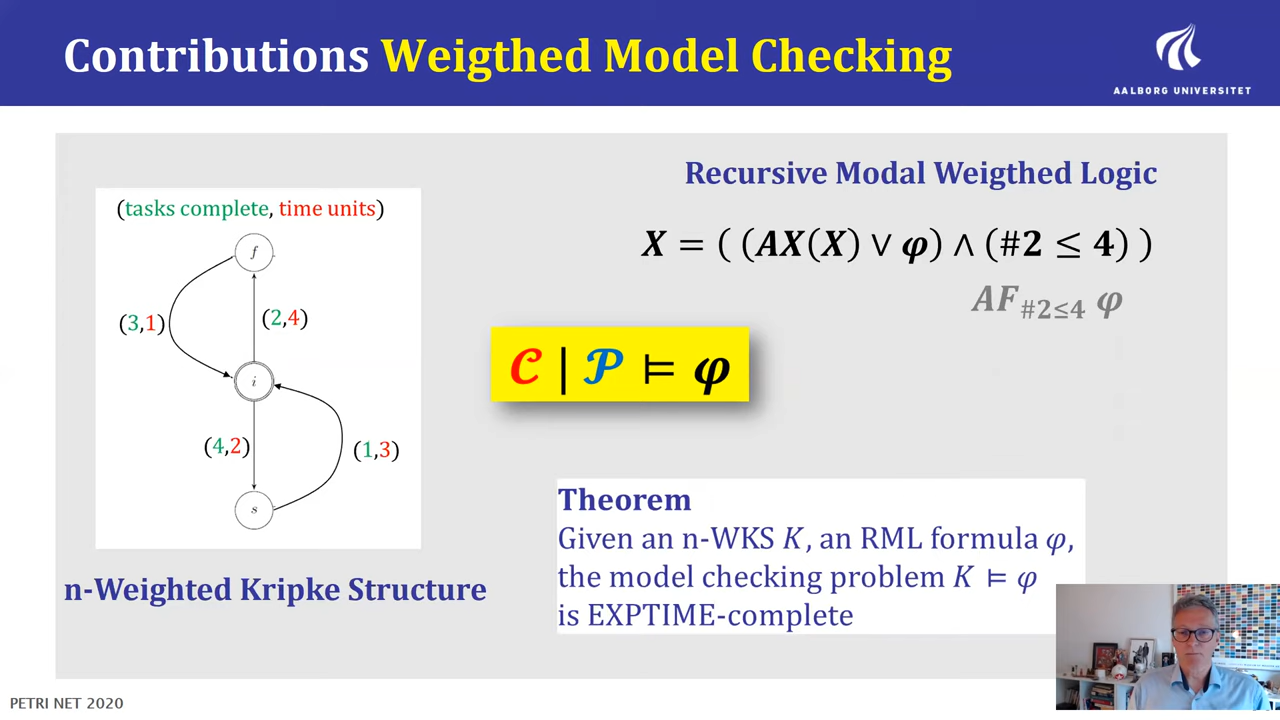 Contributions Weigthed Model Checking
AALBORG UNIVERSITET
(tasks complete, time units)
f
(3,1)
(2,4)
i
(4,2)
(1,3)
s
n-Weighted Kripke Structure
Recursive Modal Weigthed Logic
X = ( (AX(X) ∨ φ) ∧ (#2 ≤ 4) )
AF#2≤4 φ
𝒞 | 𝒫 ⊨ φ
Theorem
Given an n-WKS K, an RML formula φ,
the model checking problem K ⊨ φ
is EXPTIME-complete
PETRI NET 2020